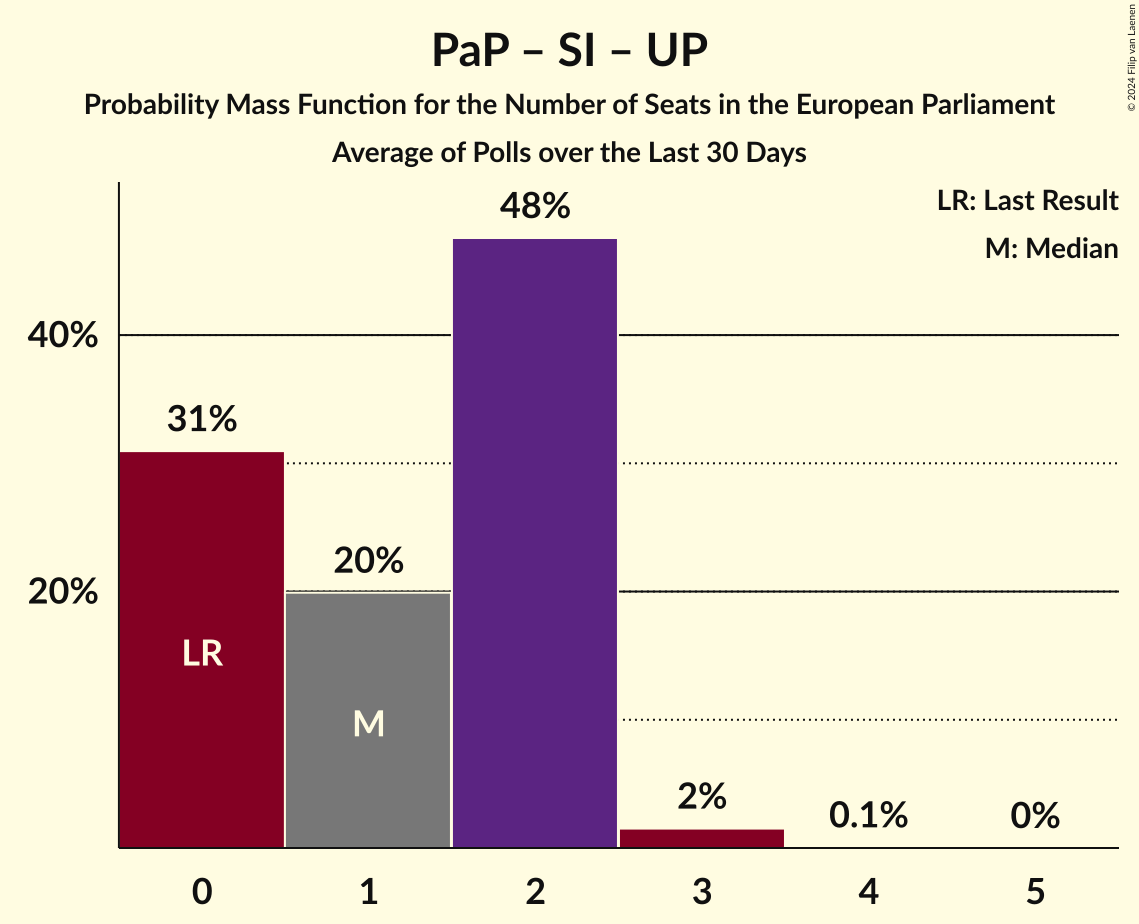 PaP – SI – UP
Probability Mass Function for the Number of Seats in the European Parliament
Average of Polls over the Last 30 Days
© 2024 Filip van Laenen
LR: Last Result
M: Median
48%
40%
31%
20%
20%
LR
M
2%
0.1%
0%
0 1 2 3 4 5